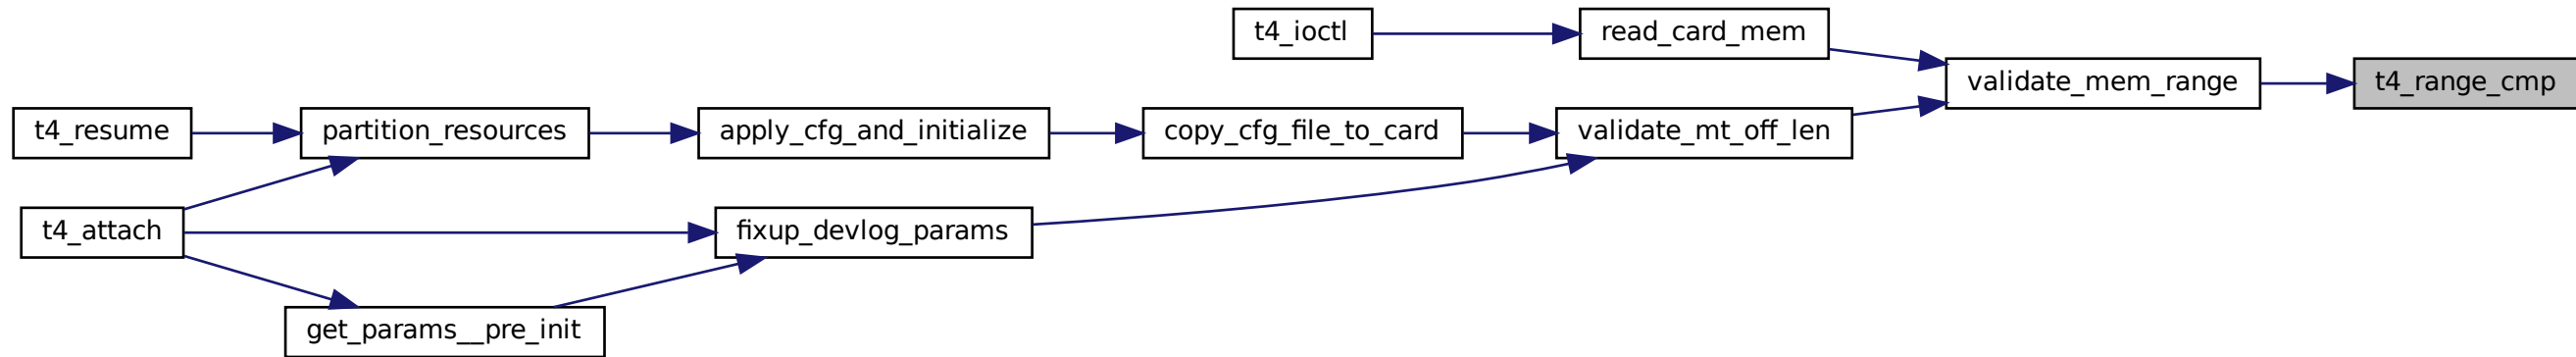 t4_ioctl
read_card_mem
validate_mem_range
t4_range_cmp
t4_resume
partition_resources
apply_cfg_and_initialize
copy_cfg_file_to_card
validate_mt_off_len
t4_attach
fixup_devlog_params
get_params__pre_init